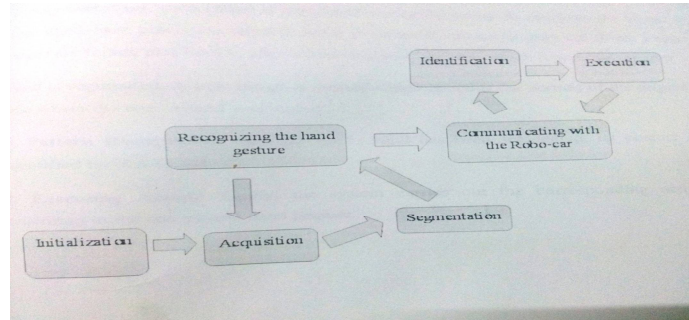 Identification
Execution
Recognizing the hand
gesture
Communicating with
the Robo-car
Segmentation
Initialization
Acquisition